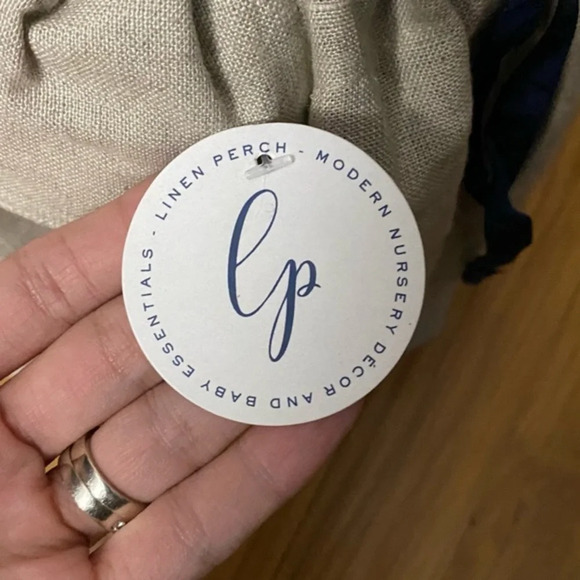 LINEN PERCH - MODERN NURSERY DÉCOR AND BABY ESSENTIALS -
lp